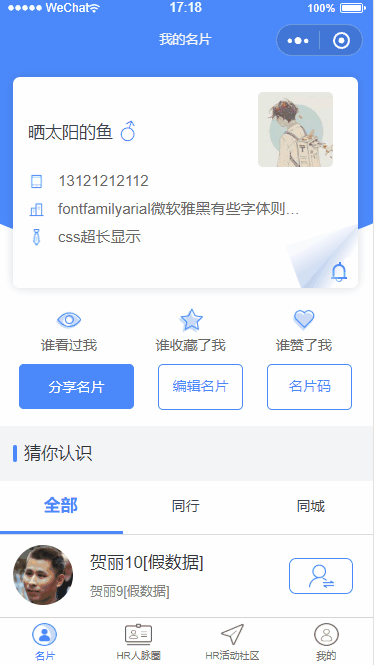 WeChat 17:18 100%
我的名片
晒太阳的鱼
13121212112
fontfamilyarial微软雅黑有些字体则…
css超长显示
谁看过我 谁收藏了我 谁赞了我
分享名片 编辑名片 名片码
猜你认识
全部 同行 同城
贺丽10[假数据]
贺丽9[假数据]
名片 HR人脉圈 HR活动社区 我的